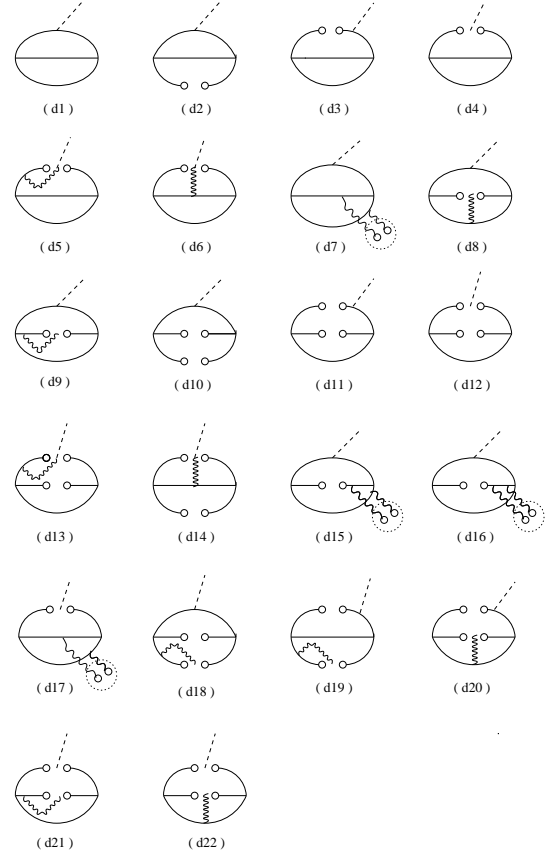 ( d1 ) ( d2 ) ( d3 ) ( d4 )
( d5 ) ( d6 ) ( d7 ) ( d8 )
( d9 ) ( d10 ) ( d11 ) ( d12 )
( d13 ) ( d14 ) ( d15 ) ( d16 )
( d17 ) ( d18 ) ( d19 ) ( d20 )
( d21 ) ( d22 )